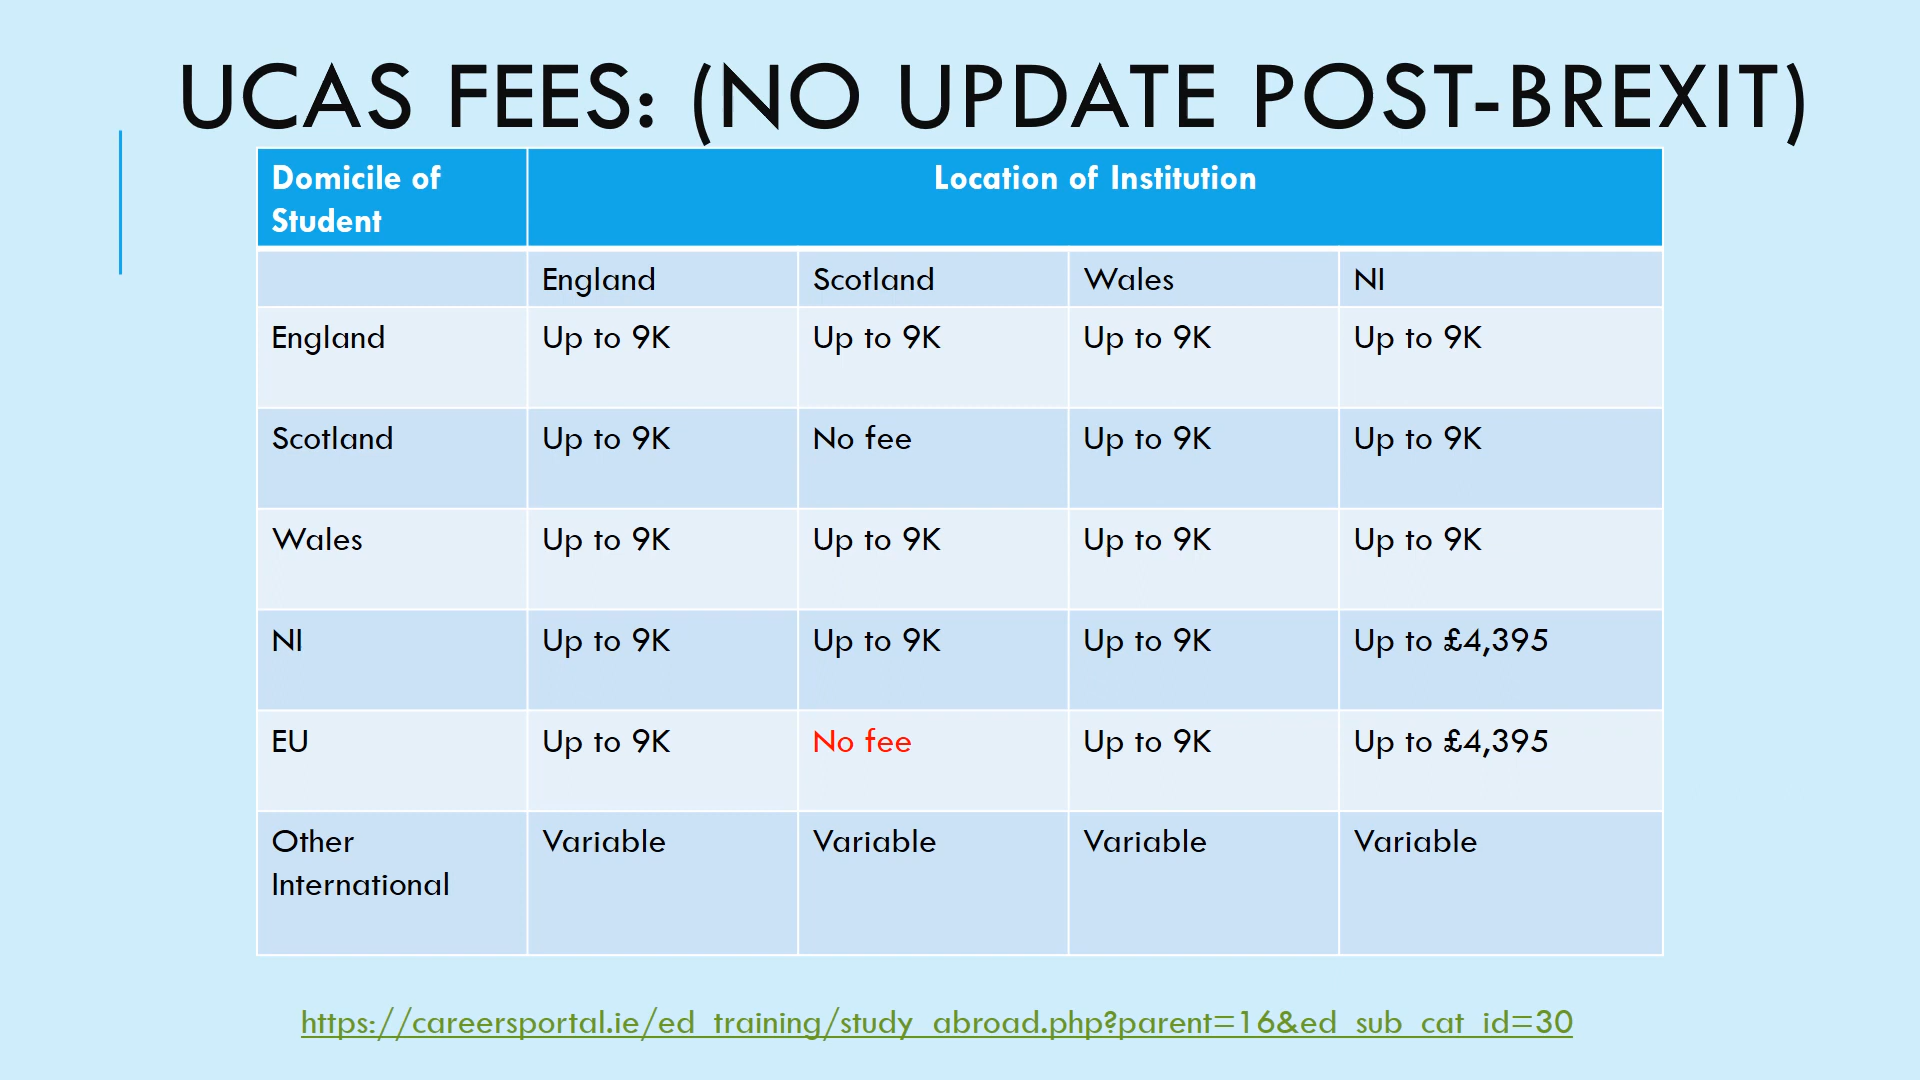 UCAS FEES: (NO UPDATE POST-BREXIT)
Domicile of Student Location of Institution
England Scotland Wales NI
England Up to 9K Up to 9K Up to 9K Up to 9K
Scotland Up to 9K No fee Up to 9K Up to 9K
Wales Up to 9K Up to 9K Up to 9K Up to 9K
NI Up to 9K Up to 9K Up to 9K Up to £4,395
EU Up to 9K No fee Up to 9K Up to £4,395
Other International Variable Variable Variable Variable
https://careersportal.ie/ed_training/study_abroad.php?parent=16&ed_sub_cat_id=30